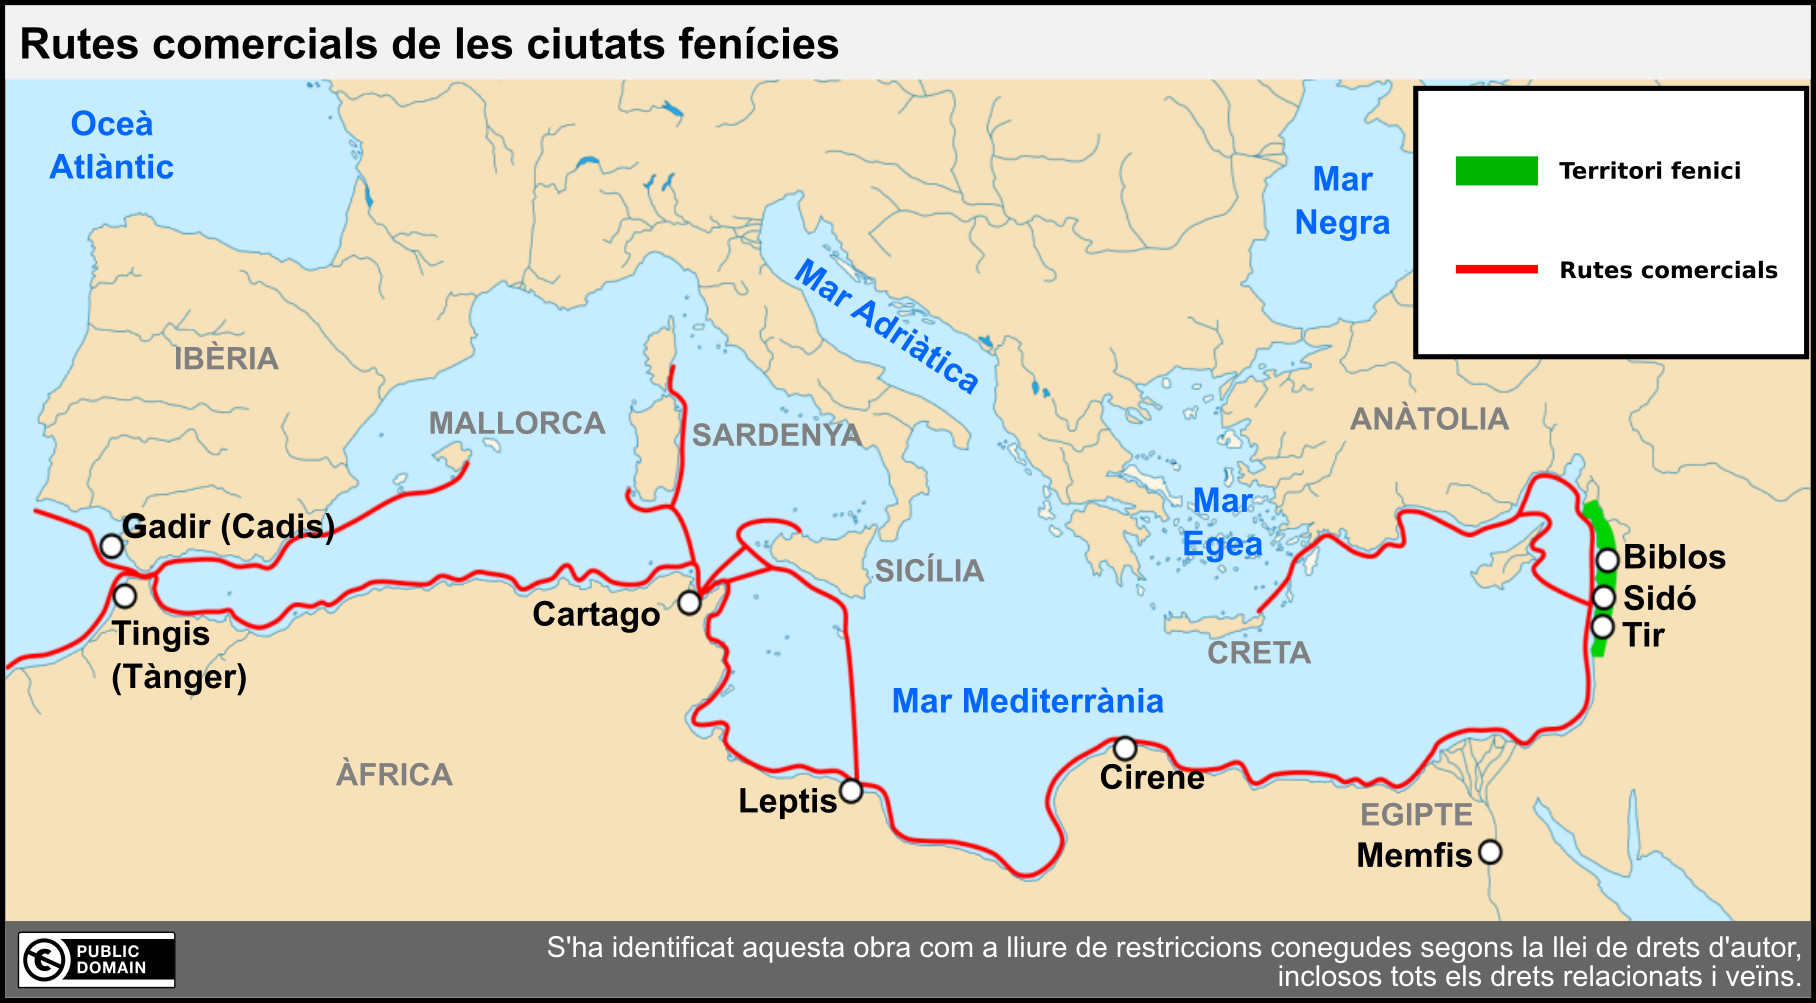 Rutes comercials de les ciutats fenícies
Oceà
Atlàntic
Mar
Negra
Territori fenici
Rutes comercials
Mar Adriàtica
IBÈRIA
MALLORCA
SARDENYA
ANÀTOLIA
Mar
Egea
Gadir (Cadis)
SICÍLIA
Biblos
Sidó
Tir
Cartago
Tingis
(Tànger)
CRETA
Mar Mediterrània
ÀFRICA
Leptis
Cirene
EGIPTE
Memfis
PUBLIC
DOMAIN
S'ha identificat aquesta obra com a lliure de restriccions conegudes segons la llei de drets d'autor,
inclosos tots els drets relacionats i veïns.